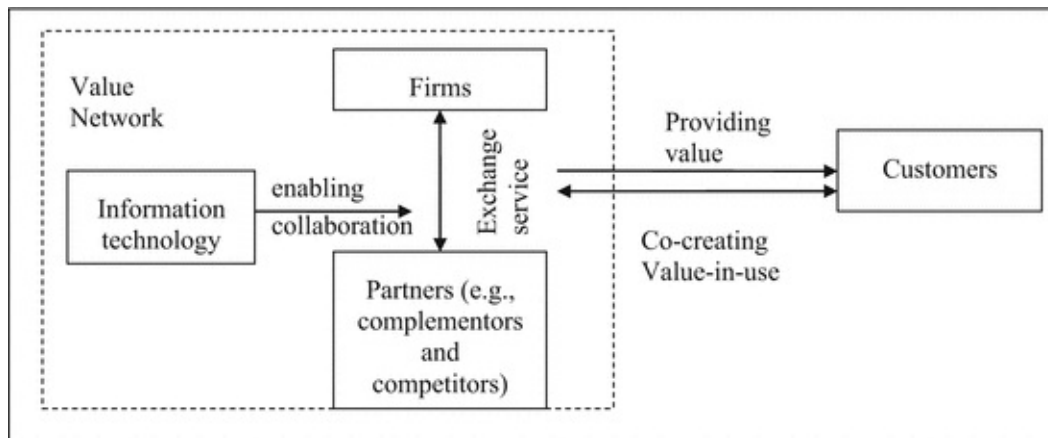 Value
Network
Firms
Information
technology
enabling
collaboration
Exchange
service
Partners (e.g.,
complementors
and
competitors)
Providing
value
Co-creating
Value-in-use
Customers